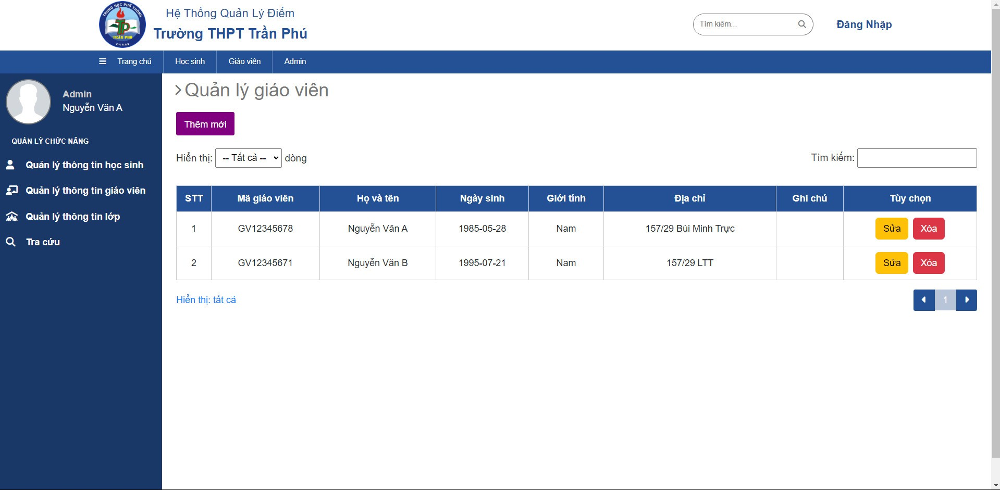 TRUNG HỌC PHỔ THÔNG
TP
TRẦN PHÚ
Hệ Thống Quản Lý Điểm
Trường THPT Trần Phú
Tìm kiếm...
Đăng Nhập
Trang chủ
Học sinh
Giáo viên
Admin
Admin
Nguyễn Văn A
QUẢN LÝ CHỨC NĂNG
Quản lý thông tin học sinh
Quản lý thông tin giáo viên
Quản lý thông tin lớp
Tra cứu
Quản lý giáo viên
Thêm mới
Hiển thị: -- Tất cả -- dòng
Tìm kiếm:
STT Mã giáo viên Họ và tên Ngày sinh Giới tính Địa chỉ Ghi chú Tùy chọn
1 GV12345678 Nguyễn Văn A 1985-05-28 Nam 157/29 Bùi Minh Trực Sửa Xóa
2 GV12345671 Nguyễn Văn B 1995-07-21 Nam 157/29 LTT Sửa Xóa
Hiển thị: tất cả
1